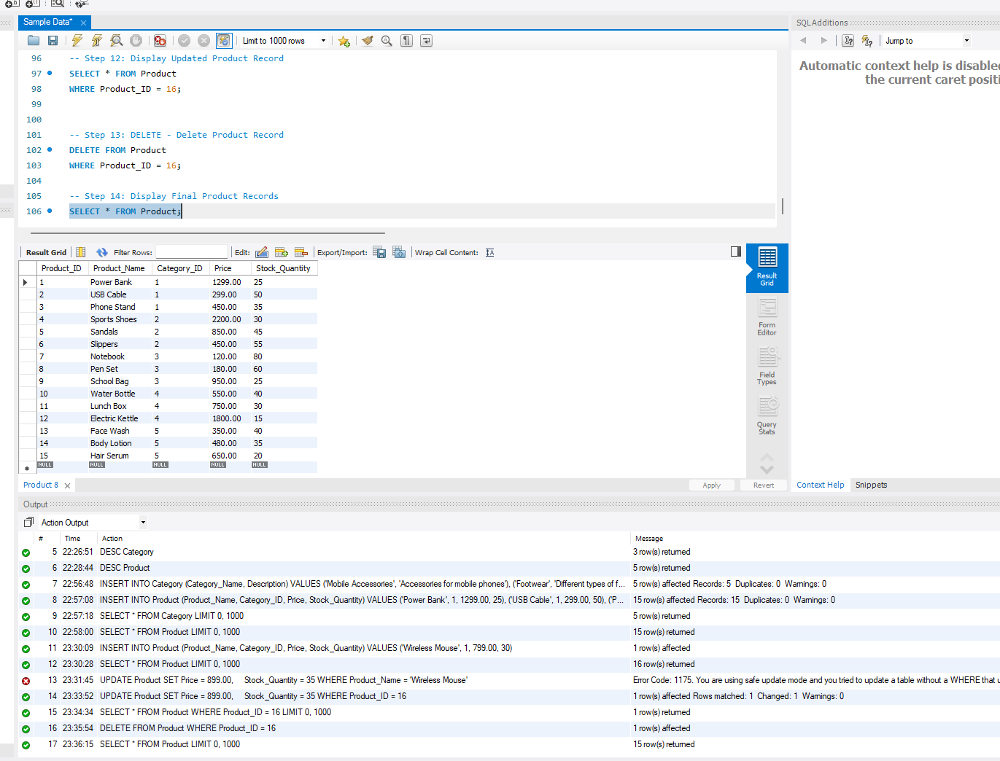 Sample Data*
SQLAdditions
Limit to 1000 rows
Jump to
96 -- Step 12: Display Updated Product Record
97 SELECT * FROM Product
98 WHERE Product_ID = 16;
99
100
101 -- Step 13: DELETE - Delete Product Record
102 DELETE FROM Product
103 WHERE Product_ID = 16;
104
105 -- Step 14: Display Final Product Records
106 SELECT * FROM Product;
Automatic context help is disabled
the current caret positi
Result Grid Filter Rows: Edit: Export/Import: Wrap Cell Content:
Product_ID Product_Name Category_ID Price Stock_Quantity
1 Power Bank 1 1299.00 25
2 USB Cable 1 299.00 50
3 Phone Stand 1 450.00 35
4 Sports Shoes 2 2200.00 30
5 Sandals 2 850.00 45
6 Slippers 2 450.00 55
7 Notebook 3 120.00 80
8 Pen Set 3 180.00 60
9 School Bag 3 950.00 25
10 Water Bottle 4 550.00 40
11 Lunch Box 4 750.00 30
12 Electric Kettle 4 1800.00 15
13 Face Wash 5 350.00 40
14 Body Lotion 5 480.00 35
15 Hair Serum 5 650.00 20
NULL NULL NULL NULL NULL
Result
Grid
Form
Editor
Field
Types
Query
Stats
Product 8
Apply Revert
Context Help Snippets
Output
Action Output
# Time Action Message
5 22:26:51 DESC Category 3 row(s) returned
6 22:28:44 DESC Product 5 row(s) returned
7 22:56:48 INSERT INTO Category (Category_Name, Description) VALUES ('Mobile Accessories', 'Accessories for mobile phones'), ('Footwear', 'Different types of f... 5 row(s) affected Records: 5 Duplicates: 0 Warnings: 0
8 22:57:08 INSERT INTO Product (Product_Name, Category_ID, Price, Stock_Quantity) VALUES ('Power Bank', 1, 1299.00, 25), ('USB Cable', 1, 299.00, 50), ('P... 15 row(s) affected Records: 15 Duplicates: 0 Warnings: 0
9 22:57:18 SELECT * FROM Category LIMIT 0, 1000 5 row(s) returned
10 22:58:00 SELECT * FROM Product LIMIT 0, 1000 15 row(s) returned
11 23:30:09 INSERT INTO Product (Product_Name, Category_ID, Price, Stock_Quantity) VALUES ('Wireless Mouse', 1, 799.00, 30) 1 row(s) affected
12 23:30:28 SELECT * FROM Product LIMIT 0, 1000 16 row(s) returned
13 23:31:45 UPDATE Product SET Price = 899.00, Stock_Quantity = 35 WHERE Product_Name = 'Wireless Mouse' Error Code: 1175. You are using safe update mode and you tried to update a table without a WHERE that u
14 23:33:52 UPDATE Product SET Price = 899.00, Stock_Quantity = 35 WHERE Product_ID = 16 1 row(s) affected Rows matched: 1 Changed: 1 Warnings: 0
15 23:34:34 SELECT * FROM Product WHERE Product_ID = 16 LIMIT 0, 1000 1 row(s) returned
16 23:35:54 DELETE FROM Product WHERE Product_ID = 16 1 row(s) affected
17 23:36:15 SELECT * FROM Product LIMIT 0, 1000 15 row(s) returned